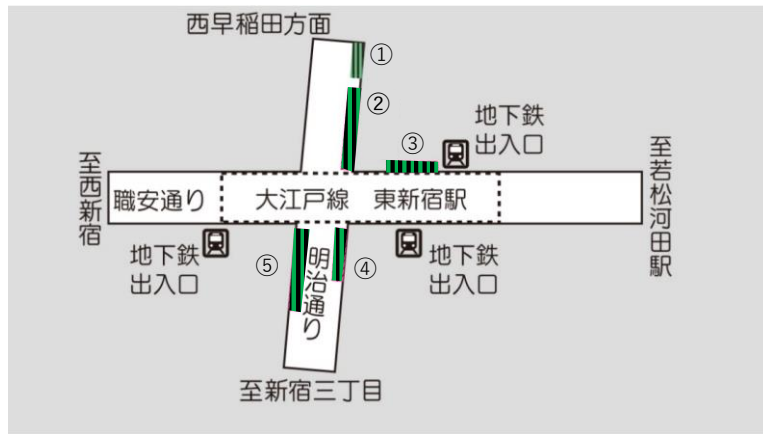 西早稲田方面
①
②
③
地下鉄
出入口
至西新宿
職安通り
大江戸線　東新宿駅
至若松河田駅
地下鉄
出入口
⑤
明治通り
④
地下鉄
出入口
至新宿三丁目